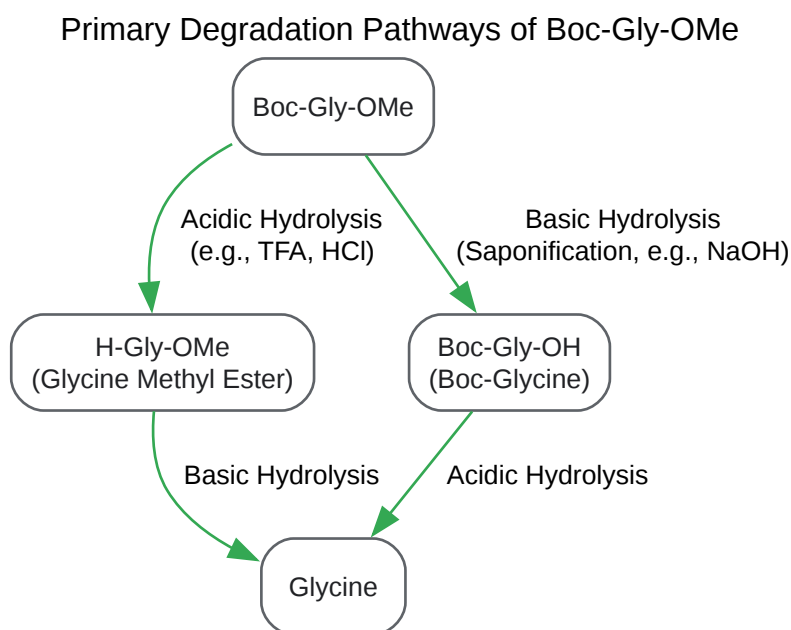 Primary Degradation Pathways of Boc-Gly-OMe
Boc-Gly-OMe
Acidic Hydrolysis
(e.g., TFA, HCl)
Basic Hydrolysis
(Saponification, e.g., NaOH)
H-Gly-OMe
(Glycine Methyl Ester)
Boc-Gly-OH
(Boc-Glycine)
Basic Hydrolysis
Acidic Hydrolysis
Glycine